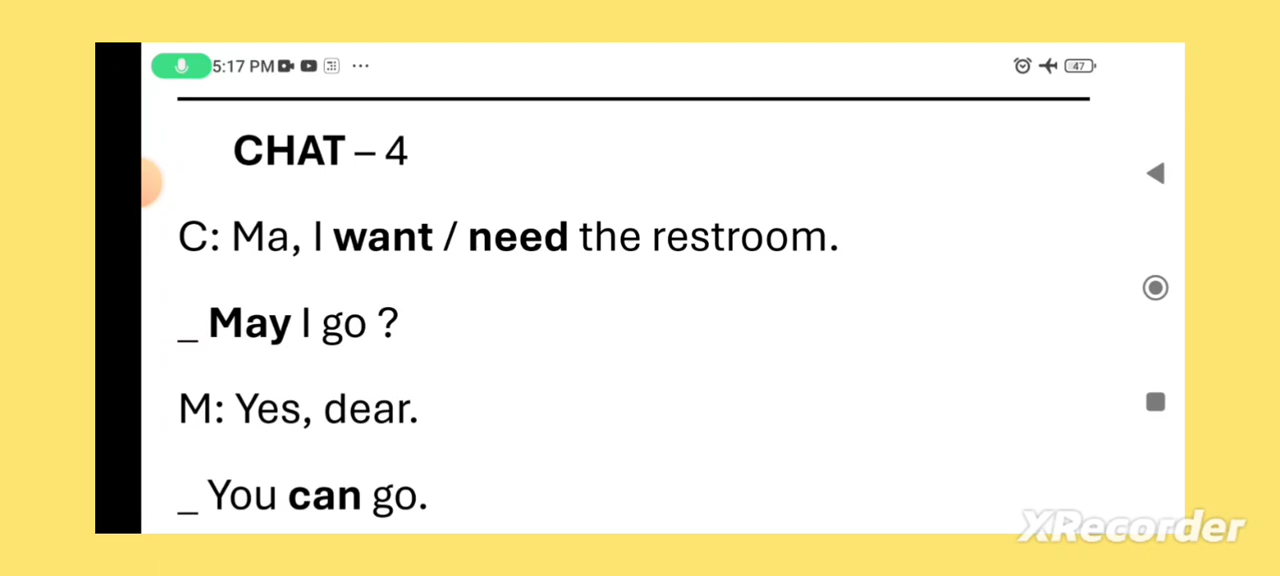 5:17 PM ...
47
CHAT – 4
C: Ma, I want / need the restroom.
_ May I go ?
M: Yes, dear.
_ You can go.
XRecorder